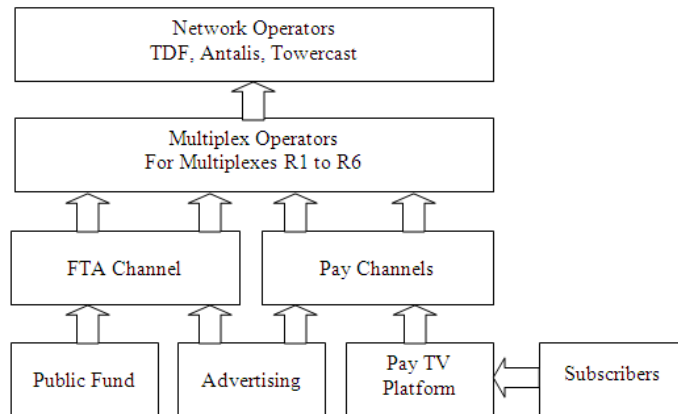 Network Operators
TDF, Antalis, Towercast
Multiplex Operators
For Multiplexes R1 to R6
FTA Channel
Pay Channels
Public Fund
Advertising
Pay TV
Platform
Subscribers